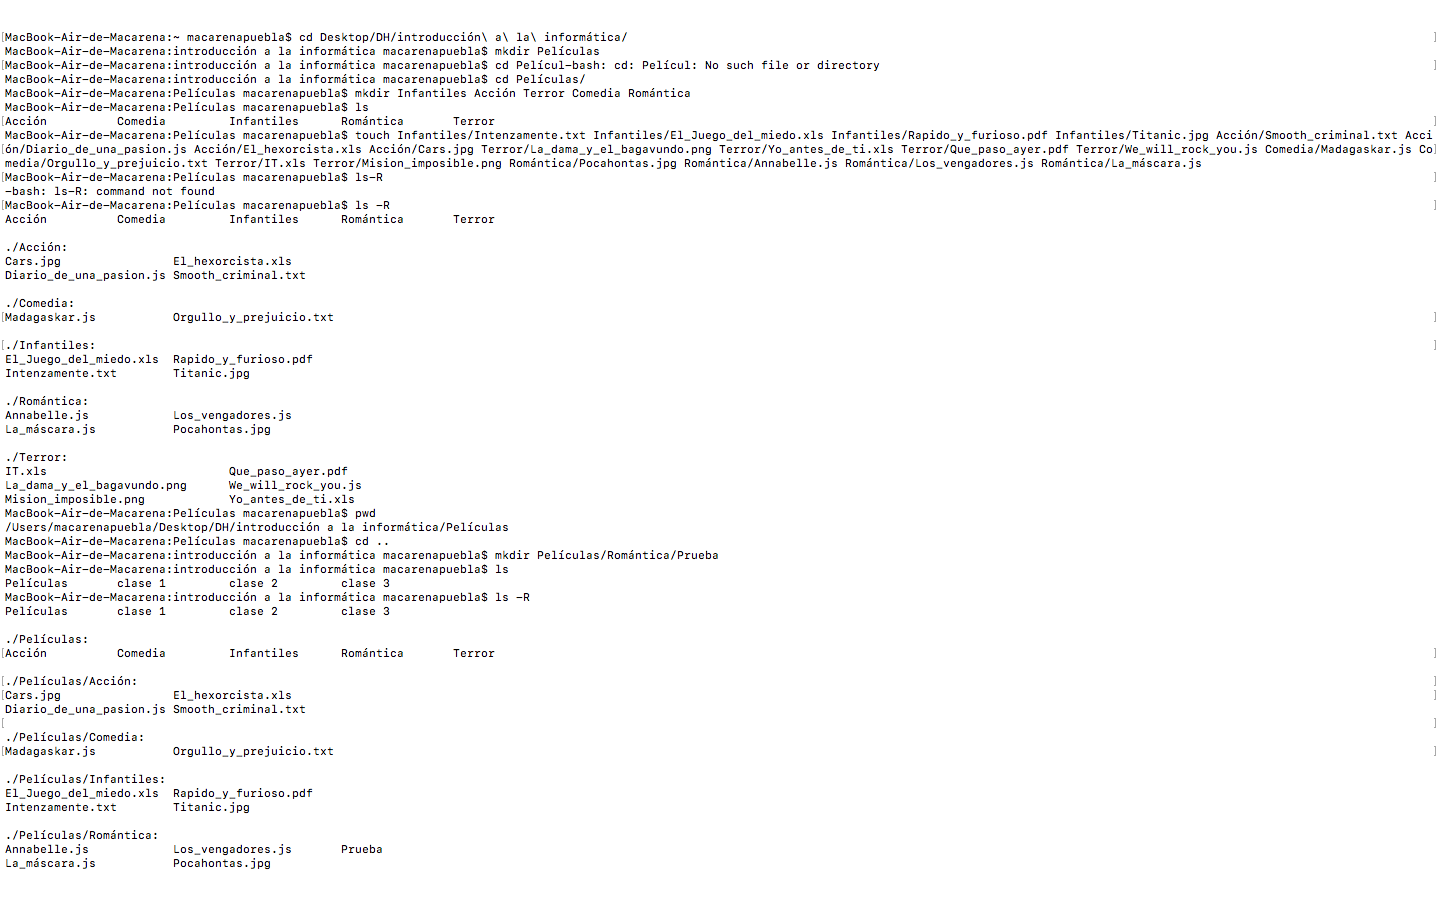 [MacBook-Air-de-Macarena:~ macarenapuebla$ cd Desktop/DH/introducción\ a\ la\ informática/ ]
MacBook-Air-de-Macarena:introducción a la informática macarenapuebla$ mkdir Películas
[MacBook-Air-de-Macarena:introducción a la informática macarenapuebla$ cd Películ-bash: cd: Películ: No such file or directory ]
MacBook-Air-de-Macarena:introducción a la informática macarenapuebla$ cd Películas/
MacBook-Air-de-Macarena:Películas macarenapuebla$ mkdir Infantiles Acción Terror Comedia Romántica
MacBook-Air-de-Macarena:Películas macarenapuebla$ ls
[Acción Comedia Infantiles Romántica Terror ]
MacBook-Air-de-Macarena:Películas macarenapuebla$ touch Infantiles/Intenzamente.txt Infantiles/El_Juego_del_miedo.xls Infantiles/Rapido_y_furioso.pdf Infantiles/Titanic.jpg Acción/Smooth_criminal.txt Acci
[ón/Diario_de_una_pasion.js Acción/El_hexorcista.xls Acción/Cars.jpg Terror/La_dama_y_el_bagavundo.png Terror/Yo_antes_de_ti.xls Terror/Que_paso_ayer.pdf Terror/We_will_rock_you.js Comedia/Madagaskar.js Co]
media/Orgullo_y_prejuicio.txt Terror/IT.xls Terror/Mision_imposible.png Romántica/Pocahontas.jpg Romántica/Annabelle.js Romántica/Los_vengadores.js Romántica/La_máscara.js
[MacBook-Air-de-Macarena:Películas macarenapuebla$ ls-R ]
-bash: ls-R: command not found
[MacBook-Air-de-Macarena:Películas macarenapuebla$ ls -R ]
Acción Comedia Infantiles Romántica Terror
./Acción:
Cars.jpg El_hexorcista.xls
Diario_de_una_pasion.js Smooth_criminal.txt
./Comedia:
[Madagaskar.js Orgullo_y_prejuicio.txt ]
[./Infantiles: ]
El_Juego_del_miedo.xls Rapido_y_furioso.pdf
Intenzamente.txt Titanic.jpg
./Romántica:
Annabelle.js Los_vengadores.js
La_máscara.js Pocahontas.jpg
./Terror:
IT.xls Que_paso_ayer.pdf
La_dama_y_el_bagavundo.png We_will_rock_you.js
Mision_imposible.png Yo_antes_de_ti.xls
MacBook-Air-de-Macarena:Películas macarenapuebla$ pwd
/Users/macarenapuebla/Desktop/DH/introducción a la informática/Películas
MacBook-Air-de-Macarena:Películas macarenapuebla$ cd ..
MacBook-Air-de-Macarena:introducción a la informática macarenapuebla$ mkdir Películas/Romántica/Prueba
MacBook-Air-de-Macarena:introducción a la informática macarenapuebla$ ls
Películas clase 1 clase 2 clase 3
MacBook-Air-de-Macarena:introducción a la informática macarenapuebla$ ls -R
Películas clase 1 clase 2 clase 3
./Películas:
[Acción Comedia Infantiles Romántica Terror ]
[./Películas/Acción: ]
[Cars.jpg El_hexorcista.xls ]
Diario_de_una_pasion.js Smooth_criminal.txt
[ ]
./Películas/Comedia:
[Madagaskar.js Orgullo_y_prejuicio.txt ]
./Películas/Infantiles:
El_Juego_del_miedo.xls Rapido_y_furioso.pdf
Intenzamente.txt Titanic.jpg
./Películas/Romántica:
Annabelle.js Los_vengadores.js Prueba
La_máscara.js Pocahontas.jpg